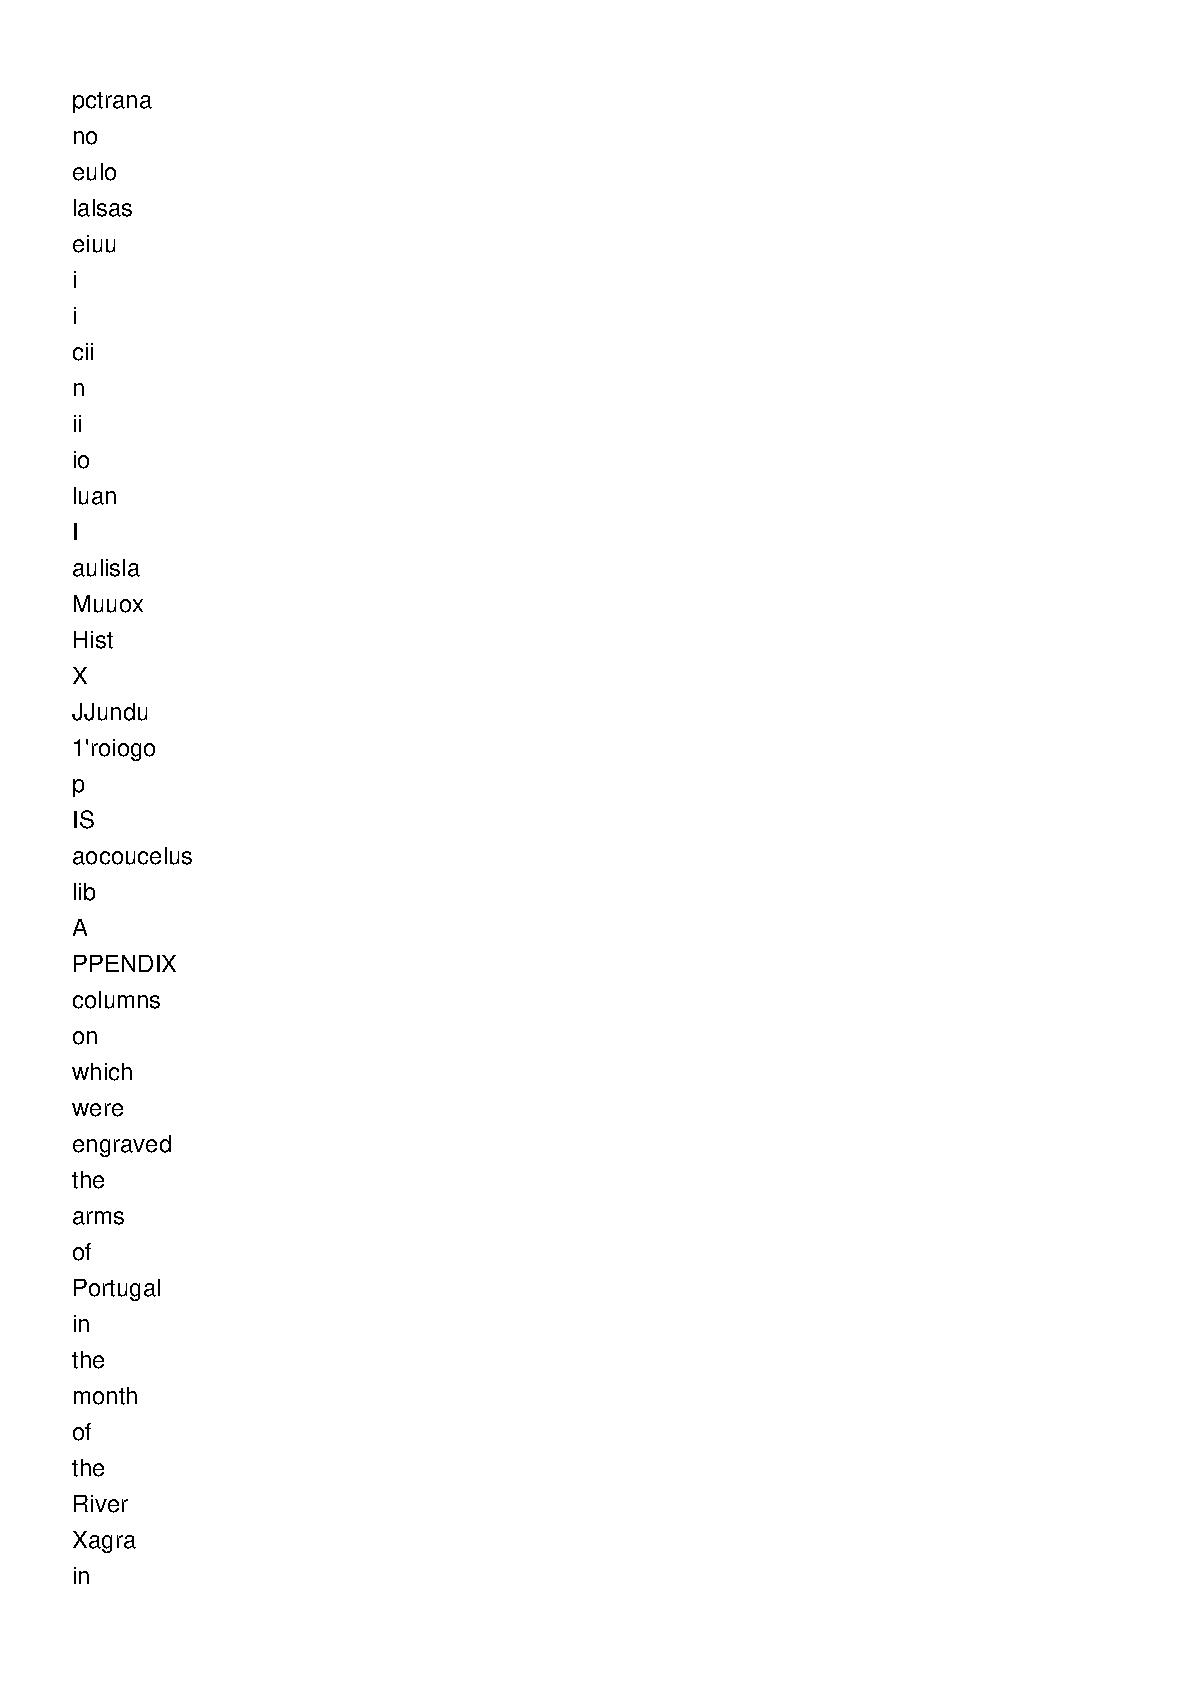 pctrana
no
eulo
lalsas
eiuu
i
i
cii
n
ii
io
luan
I
aulisla
Muuox
Hist
X
JJundu
1'roiogo
p
IS
aocoucelus
lib
A
PPENDIX
columns
on
which
were
engraved
the
arms
of
Portugal
in
the
month
of
the
River
Xagra
in